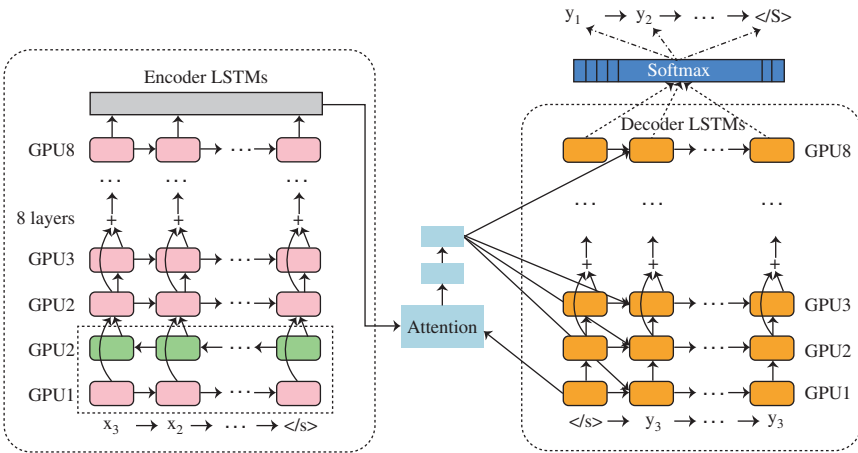 y1 → y2 → ··· → </S>
Softmax
Encoder LSTMs
GPU8
···
8 layers
+ + +
GPU3
GPU2
GPU2
GPU1
x3 → x2 → ··· → </s>
Attention
Decoder LSTMs
GPU8
···
+ + +
GPU3
GPU2
GPU1
</s> → y3 → ··· → y3